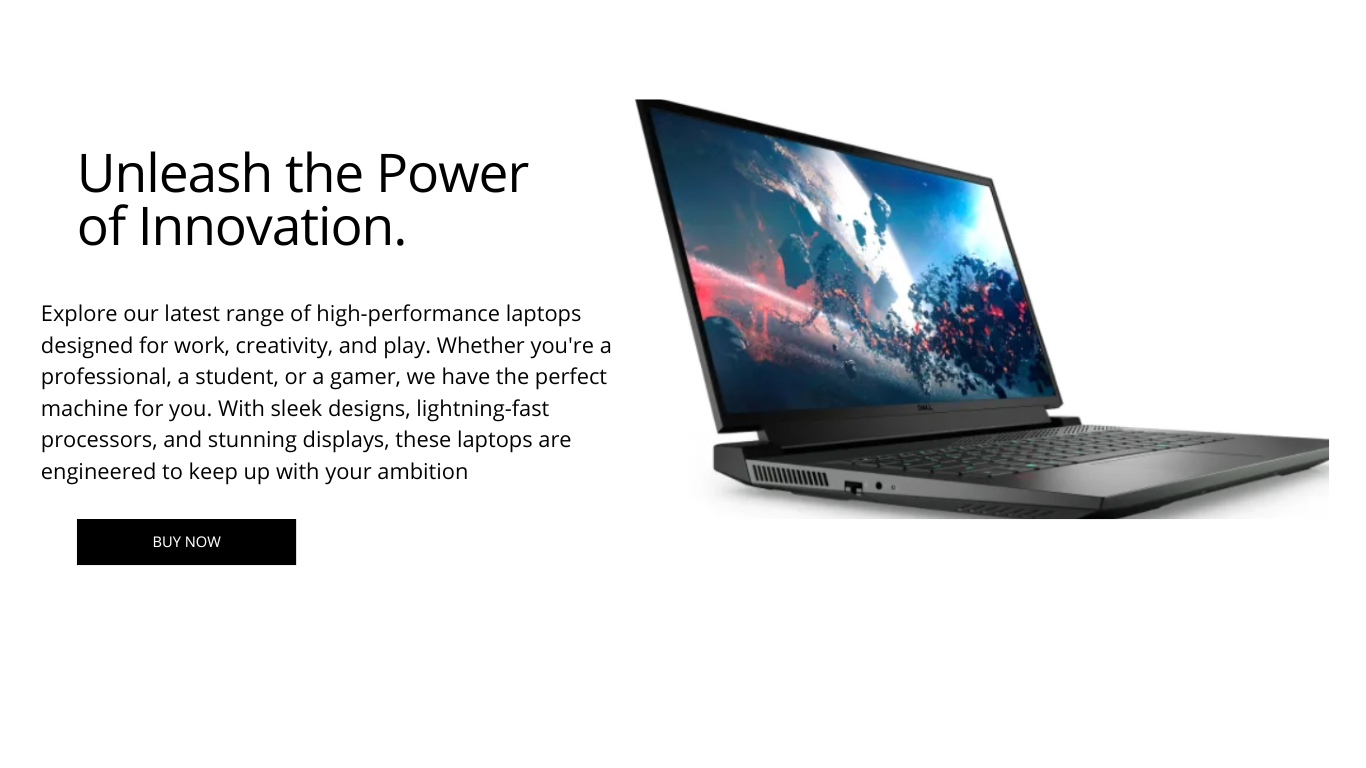 Unleash the Power
of Innovation.
Explore our latest range of high-performance laptops
designed for work, creativity, and play. Whether you're a
professional, a student, or a gamer, we have the perfect
machine for you. With sleek designs, lightning-fast
processors, and stunning displays, these laptops are
engineered to keep up with your ambition
BUY NOW
DELL